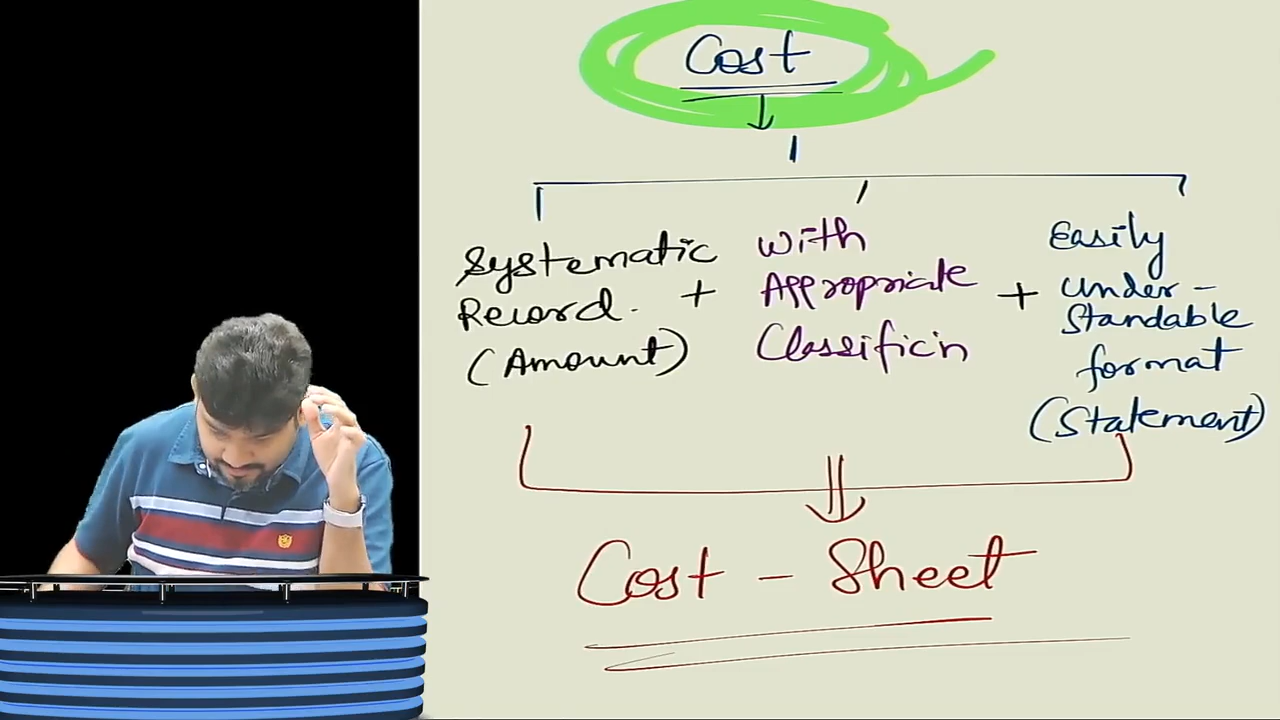 Cost
Systematic
Record.
(Amount)
+
With
Appropriate
Classific'n
+
Easily
Under-
Standable
format
(Statement)
Cost - Sheet